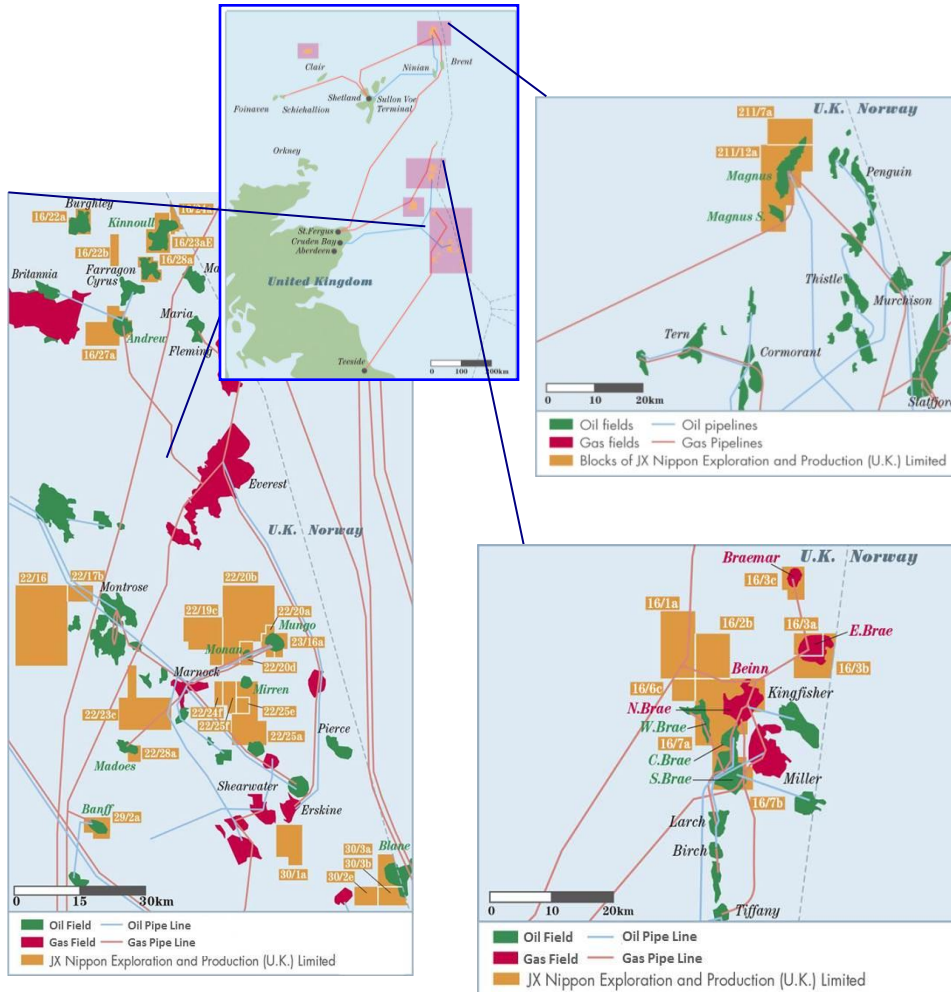 Clair
Ninian
Brent
Foinaven
Schiehallion
Shetland
Sullon Voe
Terminal
Orkney
St.Fergus
Cruden Bay
Aberdeen
United Kingdom
Teeside
0 100
U.K. Norway
211/7a
211/12a
Magnus
Magnus S.
Penguin
Thistle
Murchison
Tern
Cormorant
Statfjor
0 10 20km
Oil fields
Oil pipelines
Gas fields
Gas Pipelines
Blocks of JX Nippon Exploration and Production (U.K.) Limited
Burghley
16/22a
Kinnoull
16/23aE
16/22b
16/28a
Farragon
Cyrus
Ma
Britannia
Maria
Andrew
Fleming
16/27a
Everest
U.K. Norway
22/16
22/17b
Montrose
22/20b
22/19c
22/20a
Mungo
23/16a
Monan
22/20d
Marnock
Mirren
22/23c
22/24f
22/25e
22/25f
22/25a
Pierce
22/28a
Madoes
Shearwater
Erskine
Banff
29/2a
30/3a
Blane
30/3b
30/1a
30/2e
0 15 30km
Oil Field
Oil Pipe Line
Gas Field
Gas Pipe Line
JX Nippon Exploration and Production (U.K.) Limited
Braemar
U.K. Norway
16/3c
16/1a
16/2b
16/3a
E.Brae
16/3b
Beinn
16/6c
Kingfisher
N.Brae
W.Brae
16/7a
C.Brae
S.Brae
Miller
16/7b
Larch
Birch
Tiffany
0 10 20km
Oil Field
Oil Pipe Line
Gas Field
Gas Pipe Line
JX Nippon Exploration and Production (U.K.) Limited